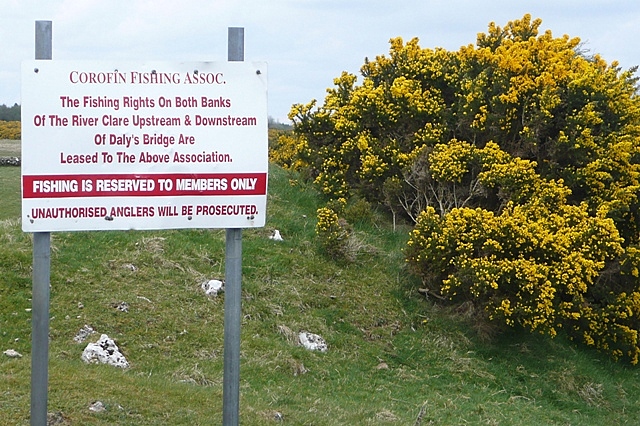 COROFIN FISHING ASSOC.
The Fishing Rights On Both Banks
Of The River Clare Upstream & Downstream
Of Daly's Bridge Are
Leased To The Above Association.
FISHING IS RESERVED TO MEMBERS ONLY
UNAUTHORISED ANGLERS WILL BE PROSECUTED.